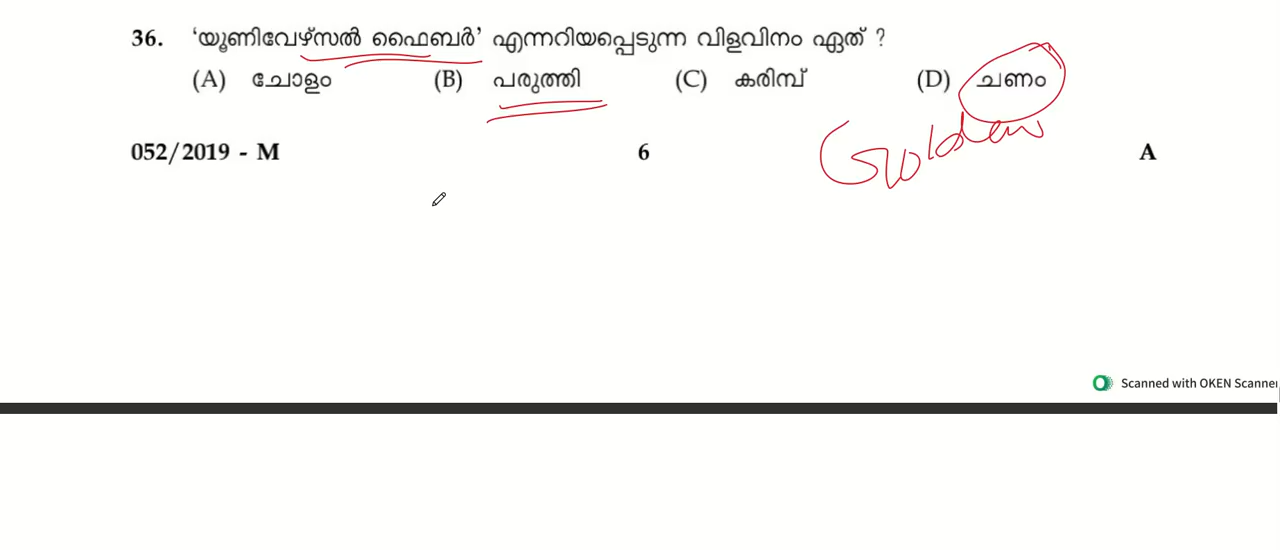 36. ‘യൂണിവേഴ്സൽ ഫൈബർ’ എന്നറിയപ്പെടുന്ന വിളവിനം ഏത് ?
(A) ചോളം (B) പരുത്തി (C) കരിമ്പ് (D) ചണം
Golden
052/2019 - M 6 A
Scanned with OKEN Scanner